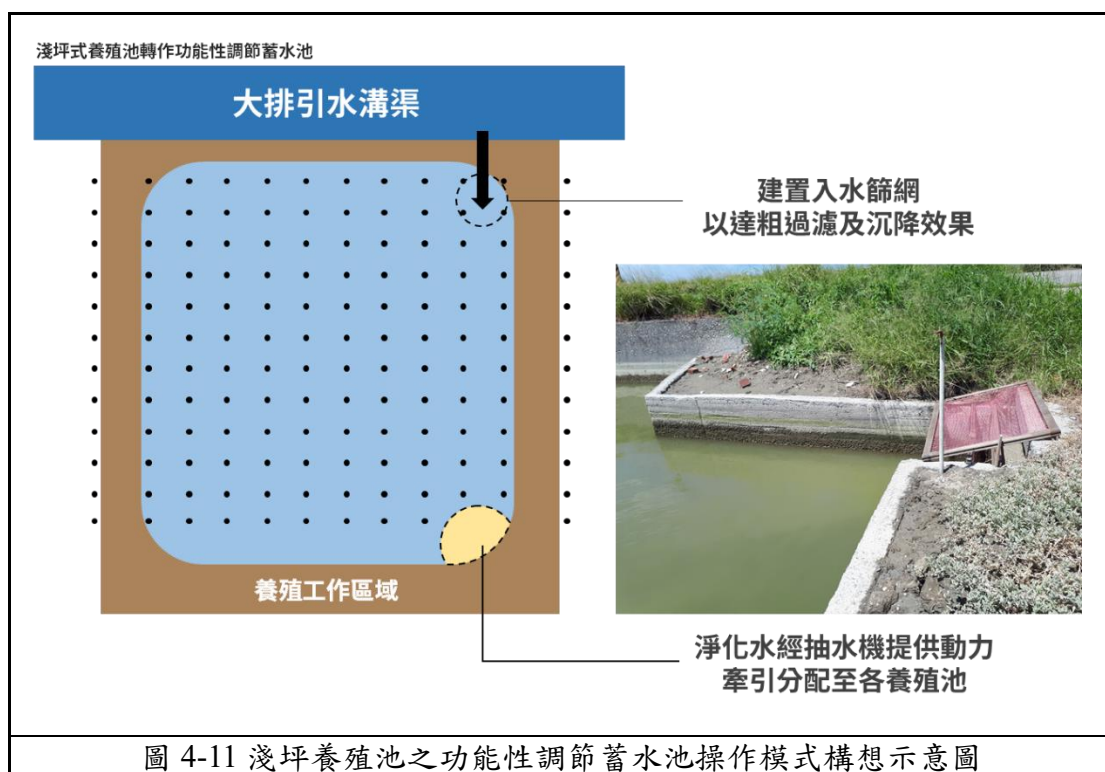 淺坪式養殖池轉作功能性調節蓄水池
大排引水溝渠
建置入水篩網
以達粗過濾及沉降效果
養殖工作區域
淨化水經抽水機提供動力
牽引分配至各養殖池
圖 4-11 淺坪養殖池之功能性調節蓄水池操作模式構想示意圖